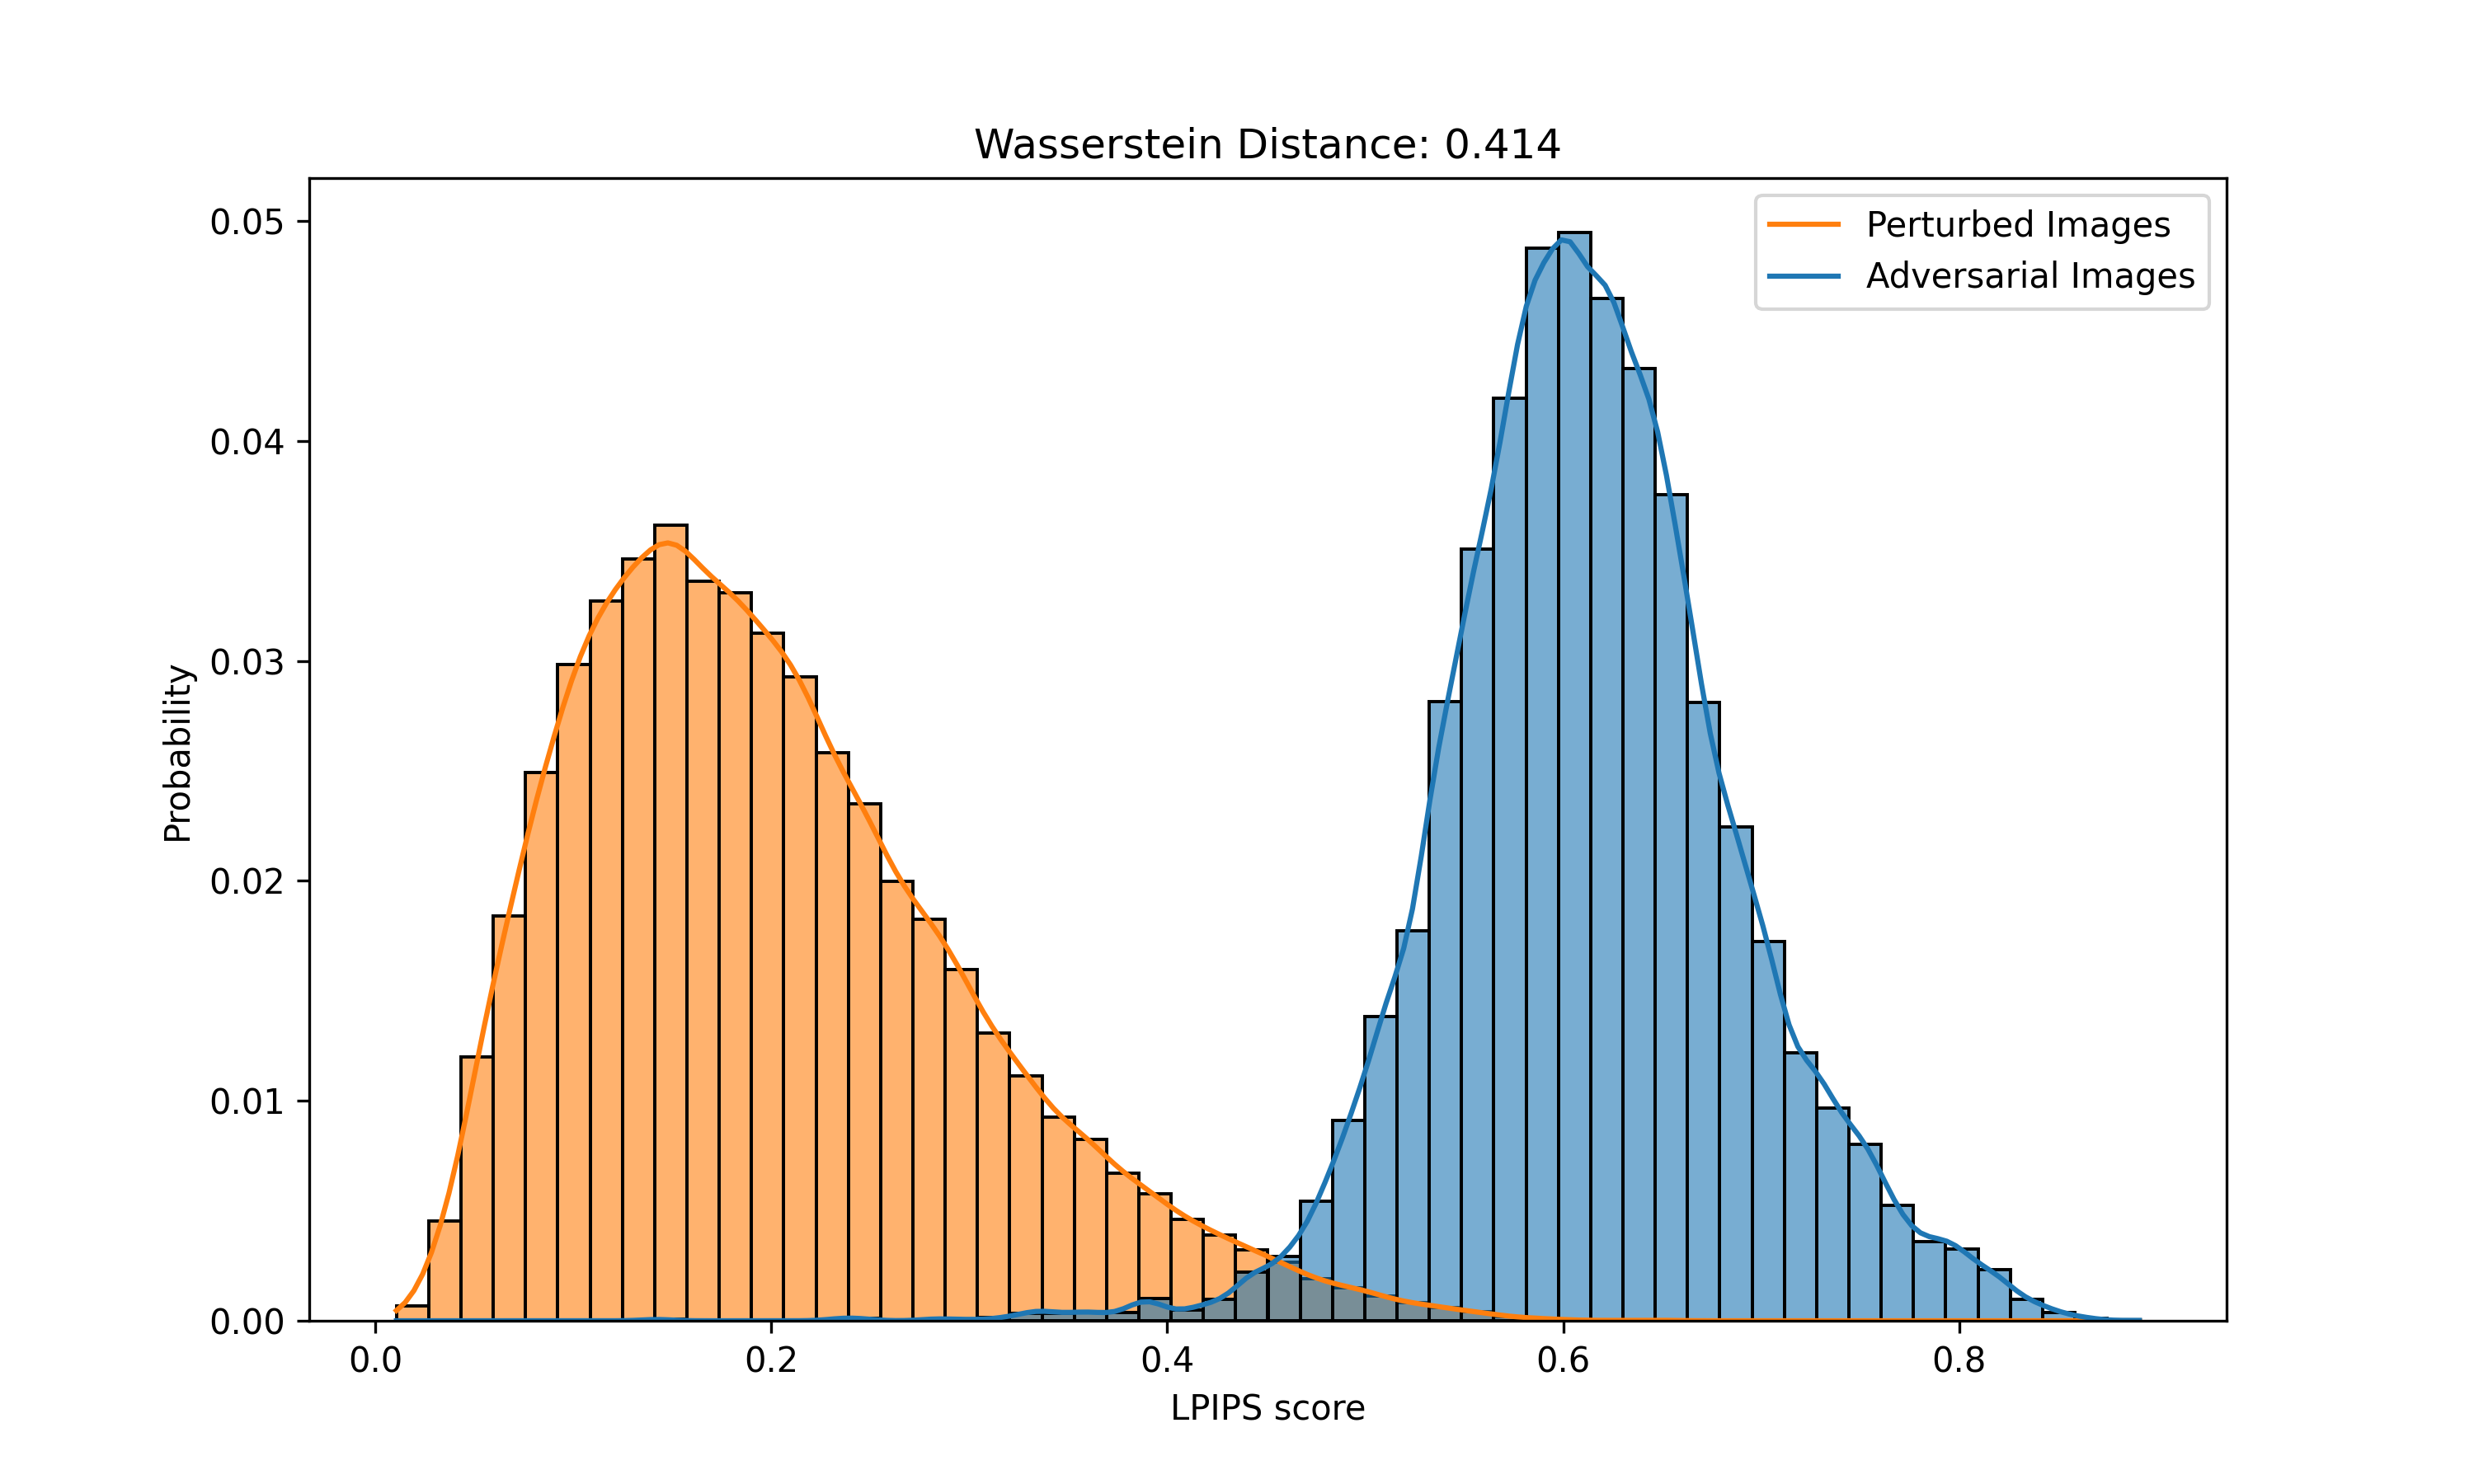 Wasserstein Distance: 0.414
Perturbed Images
Adversarial Images
0.05
0.04
0.03
0.02
0.01
0.00
Probability
0.0 0.2 0.4 0.6 0.8
LPIPS score